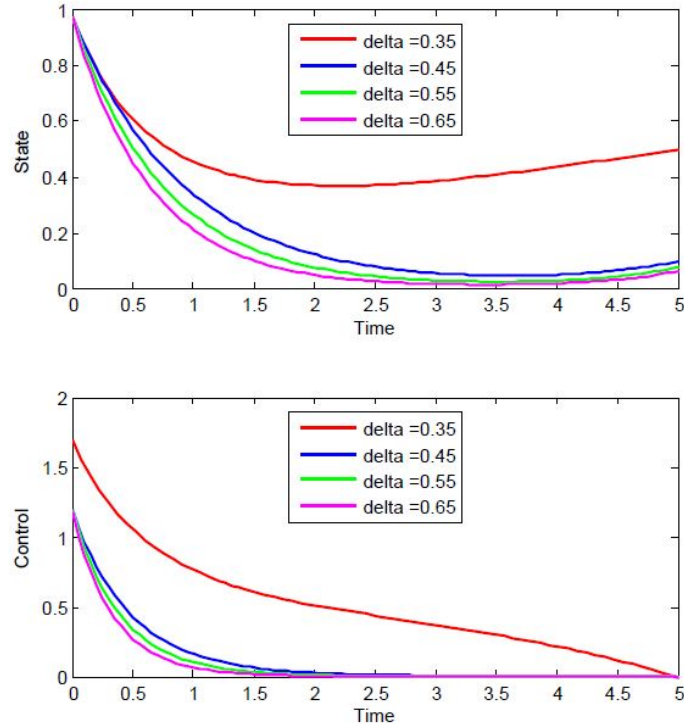 1
0.8
0.6
0.4
0.2
0
State
delta =0.35
delta =0.45
delta =0.55
delta =0.65
0 0.5 1 1.5 2 2.5 3 3.5 4 4.5 5
Time
2
1.5
1
0.5
0
Control
delta =0.35
delta =0.45
delta =0.55
delta =0.65
0 0.5 1 1.5 2 2.5 3 3.5 4 4.5 5
Time